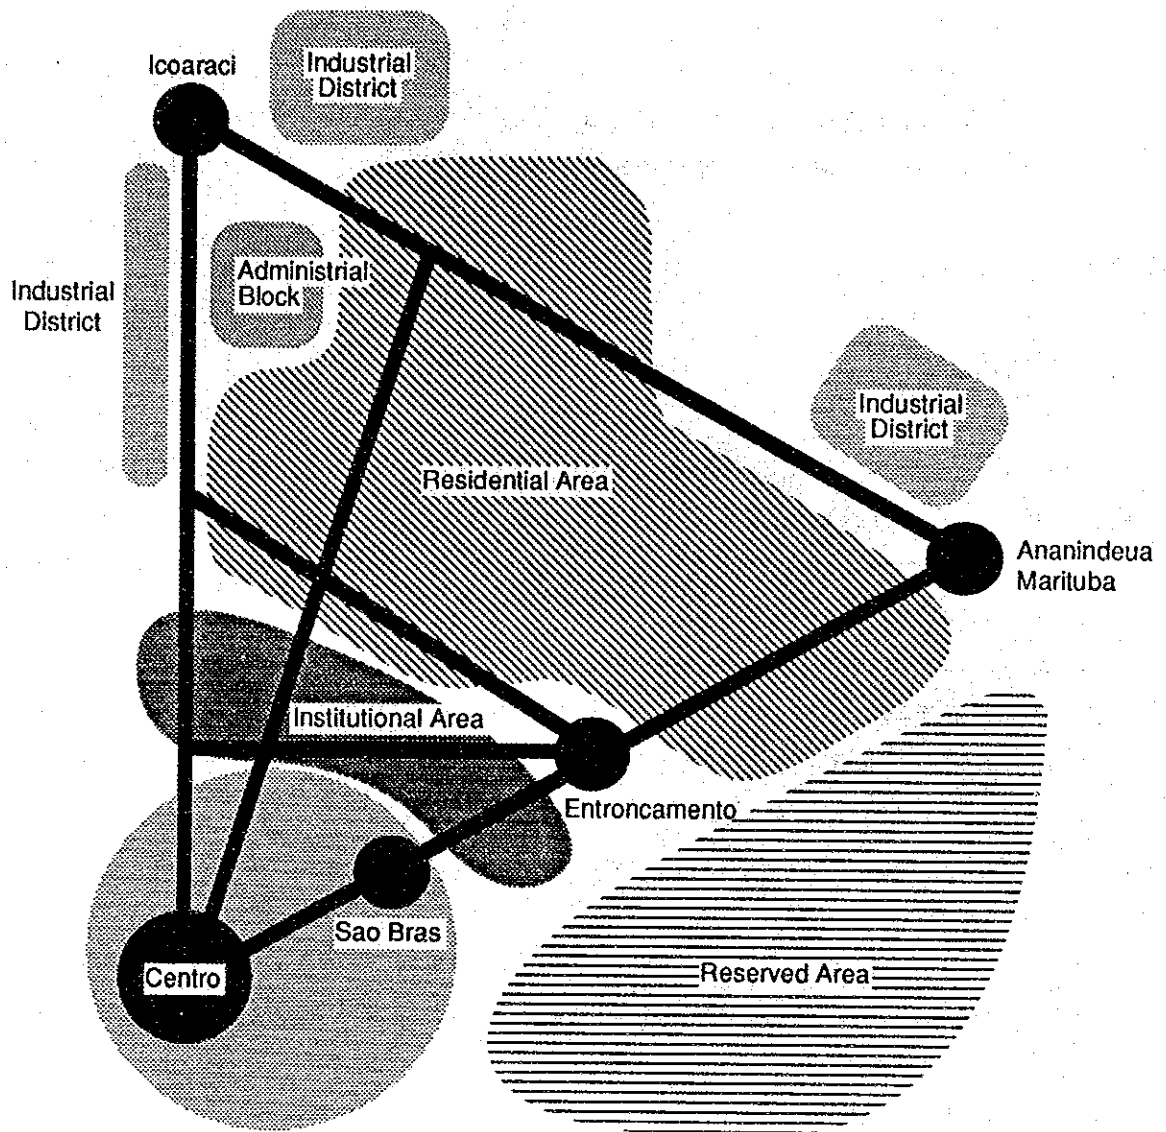 Icoaraci
Industrial
District
Administrial
Block
Industrial
District
Industrial
District
Residential Area
Ananindeua
Marituba
Institutional Area
Entroncamento
Sao Bras
Centro
Reserved Area